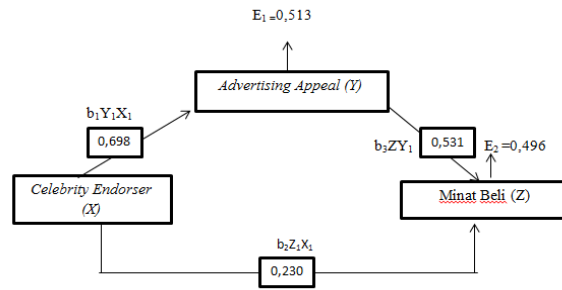 E₁ =0,513
Advertising Appeal (Y)
b₁Y₁X₁
0,698
b₃ZY₁
0,531
E₂=0,496
Celebrity Endorser
(X)
Minat Beli (Z)
b₂Z₁X₁
0,230